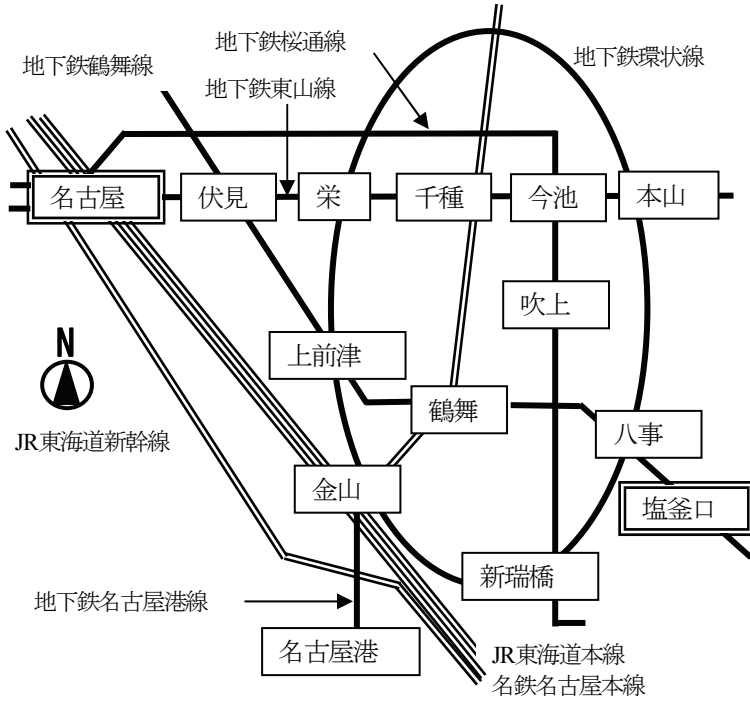 地下鉄桜通線
地下鉄鶴舞線
地下鉄環状線
地下鉄東山線
名古屋
伏見
栄
千種
今池
本山
吹上
N
上前津
鶴舞
JR東海道新幹線
八事
金山
塩釜口
新瑞橋
地下鉄名古屋港線
名古屋港
JR東海道本線
名鉄名古屋本線